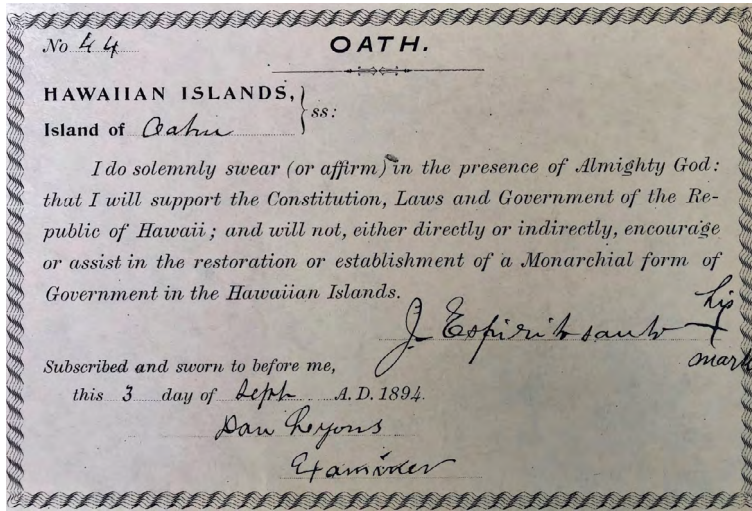 No 44
OATH.
HAWAIIAN ISLANDS,
ss:
Island of Oahu
I do solemnly swear (or affirm) in the presence of Almighty God:
that I will support the Constitution, Laws and Government of the Re-
public of Hawaii; and will not, either directly or indirectly, encourage
or assist in the restoration or establishment of a Monarchial form of
Government in the Hawaiian Islands.
his
J. Espirito santo +
mark
Subscribed and sworn to before me,
this 3 day of Sept A.D. 1894.
Dan Lyons
Examiner